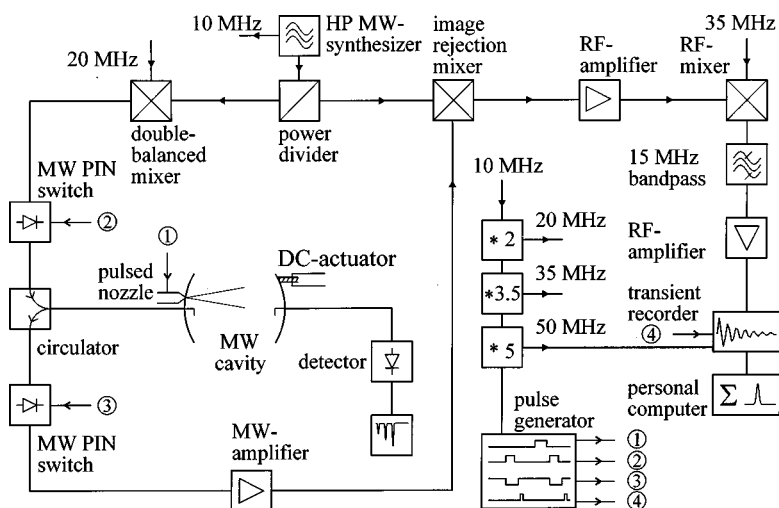 10 MHz
HP MW-
synthesizer
image
rejection
mixer
RF-
amplifier
RF-
mixer
35 MHz
20 MHz
double-
balanced
mixer
power
divider
MW PIN
switch
②
10 MHz
15 MHz
bandpass
①
pulsed
nozzle
DC-actuator
* 2
20 MHz
RF-
amplifier
*3.5
35 MHz
transient
recorder
④
circulator
MW
cavity
detector
* 5
50 MHz
③
MW PIN
switch
MW-
amplifier
pulse
generator
personal
computer
Σ
①
②
③
④